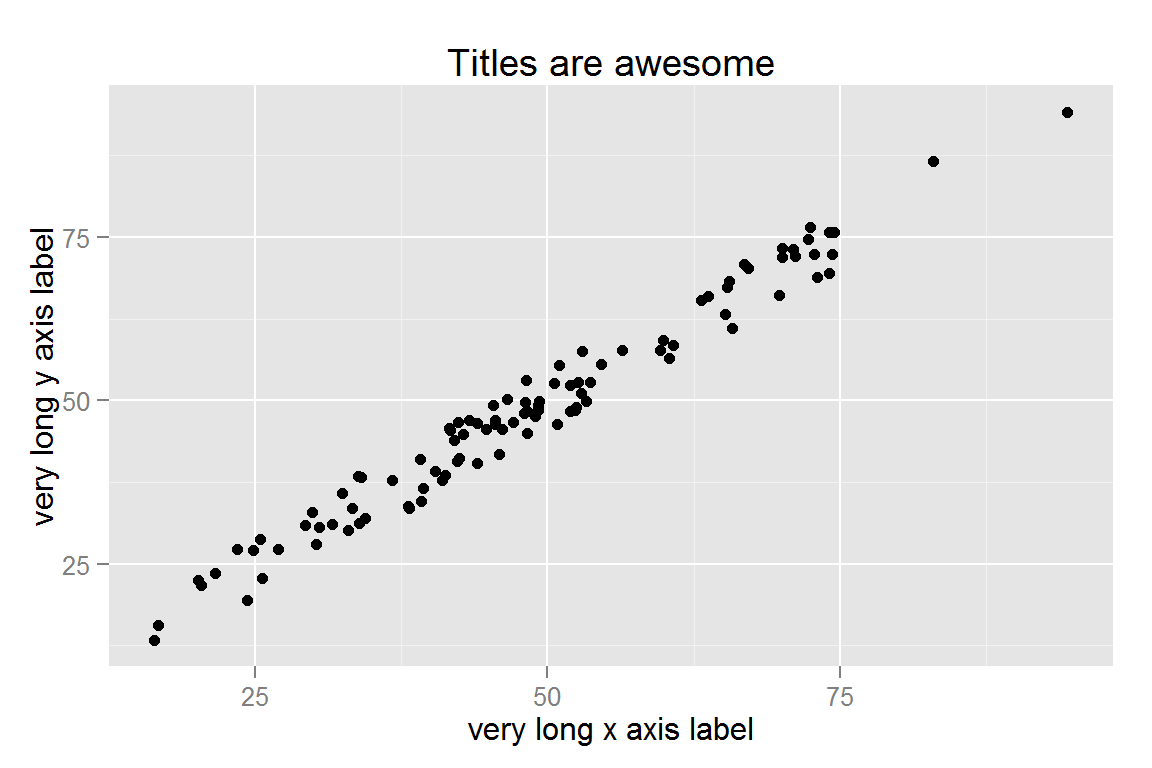 Titles are awesome
very long y axis label
75
50
25
25 50 75
very long x axis label